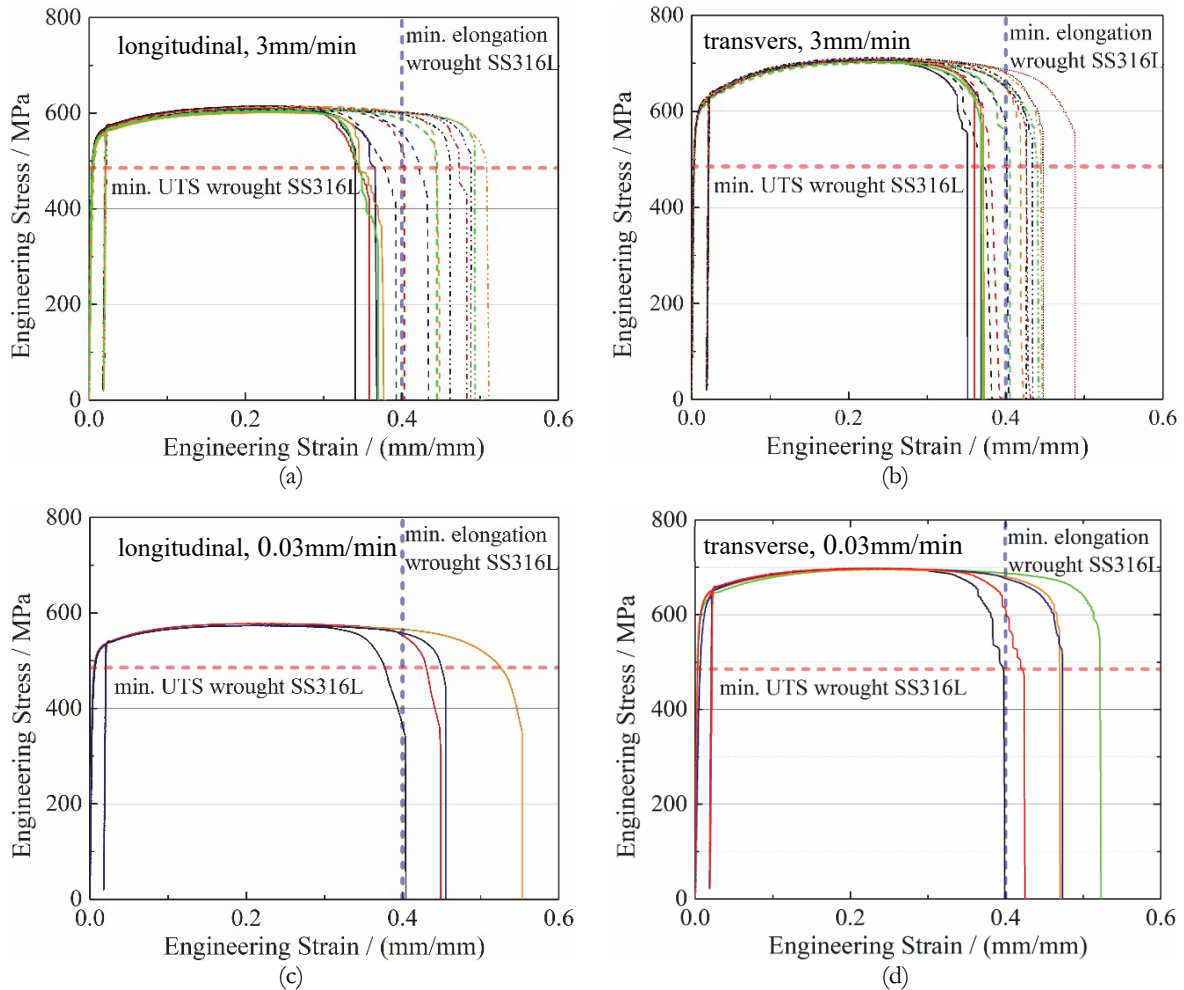 800
600
400
200
0
Engineering Stress / MPa
longitudinal, 3mm/min
min. elongation
wrought SS316L
min. UTS wrought SS316L
0.0
0.2
0.4
0.6
Engineering Strain / (mm/mm)
(a)
800
600
400
200
0
Engineering Stress / MPa
transvers, 3mm/min
min. elongation
wrought SS316L
min. UTS wrought SS316L
0.0
0.2
0.4
0.6
Engineering Strain / (mm/mm)
(b)
800
600
400
200
0
Engineering Stress / MPa
longitudinal, 0.03mm/min
min. elongation
wrought SS316L
min. UTS wrought SS316L
0.0
0.2
0.4
0.6
Engineering Strain / (mm/mm)
(c)
800
600
400
200
0
Engineering Stress / MPa
transverse, 0.03mm/min
min. elongation
wrought SS316L
min. UTS wrought SS316L
0.0
0.2
0.4
0.6
Engineering Strain / (mm/mm)
(d)